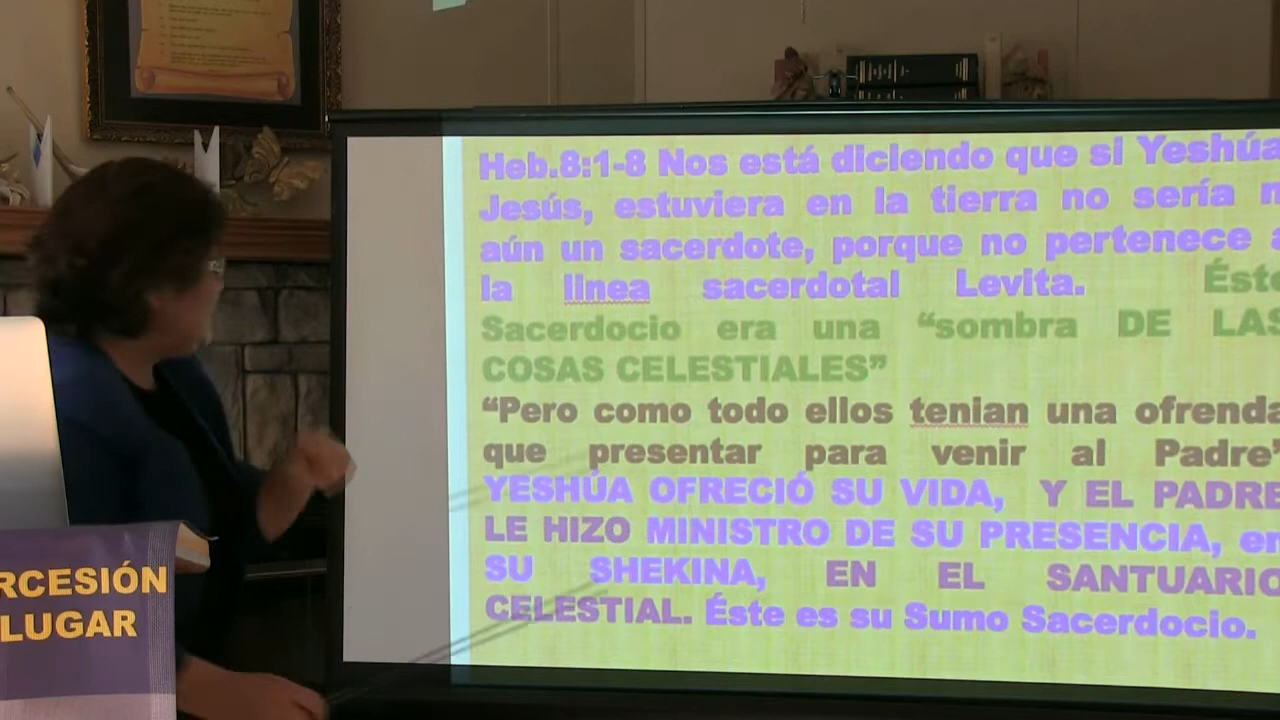 Heb.8:1-8 Nos está diciendo que si Yeshúa
Jesús, estuviera en la tierra no sería
aún un sacerdote, porque no pertenece a
la linea sacerdotal Levita. Éste
Sacerdocio era una “sombra DE LAS
COSAS CELESTIALES”
“Pero como todo ellos tenian una ofrenda
que presentar para venir al Padre”
YESHÚA OFRECIÓ SU VIDA, Y EL PADRE
LE HIZO MINISTRO DE SU PRESENCIA, en
SU SHEKINA, EN EL SANTUARIO
CELESTIAL. Éste es su Sumo Sacerdocio.
RCESIÓN
LUGAR